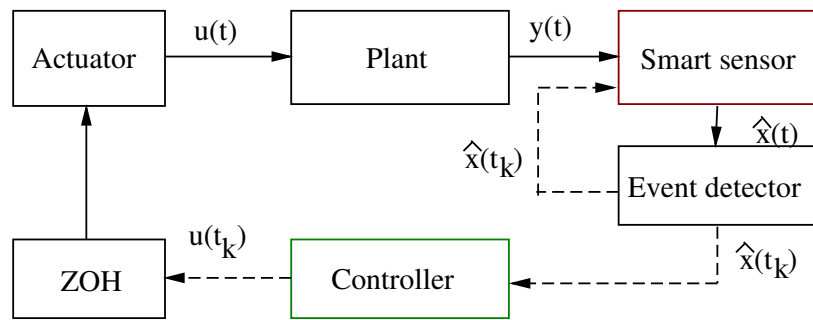 Actuator
u(t)
Plant
y(t)
Smart sensor
x̂(t)
x̂(t_k)
Event detector
x̂(t_k)
Controller
u(t_k)
ZOH